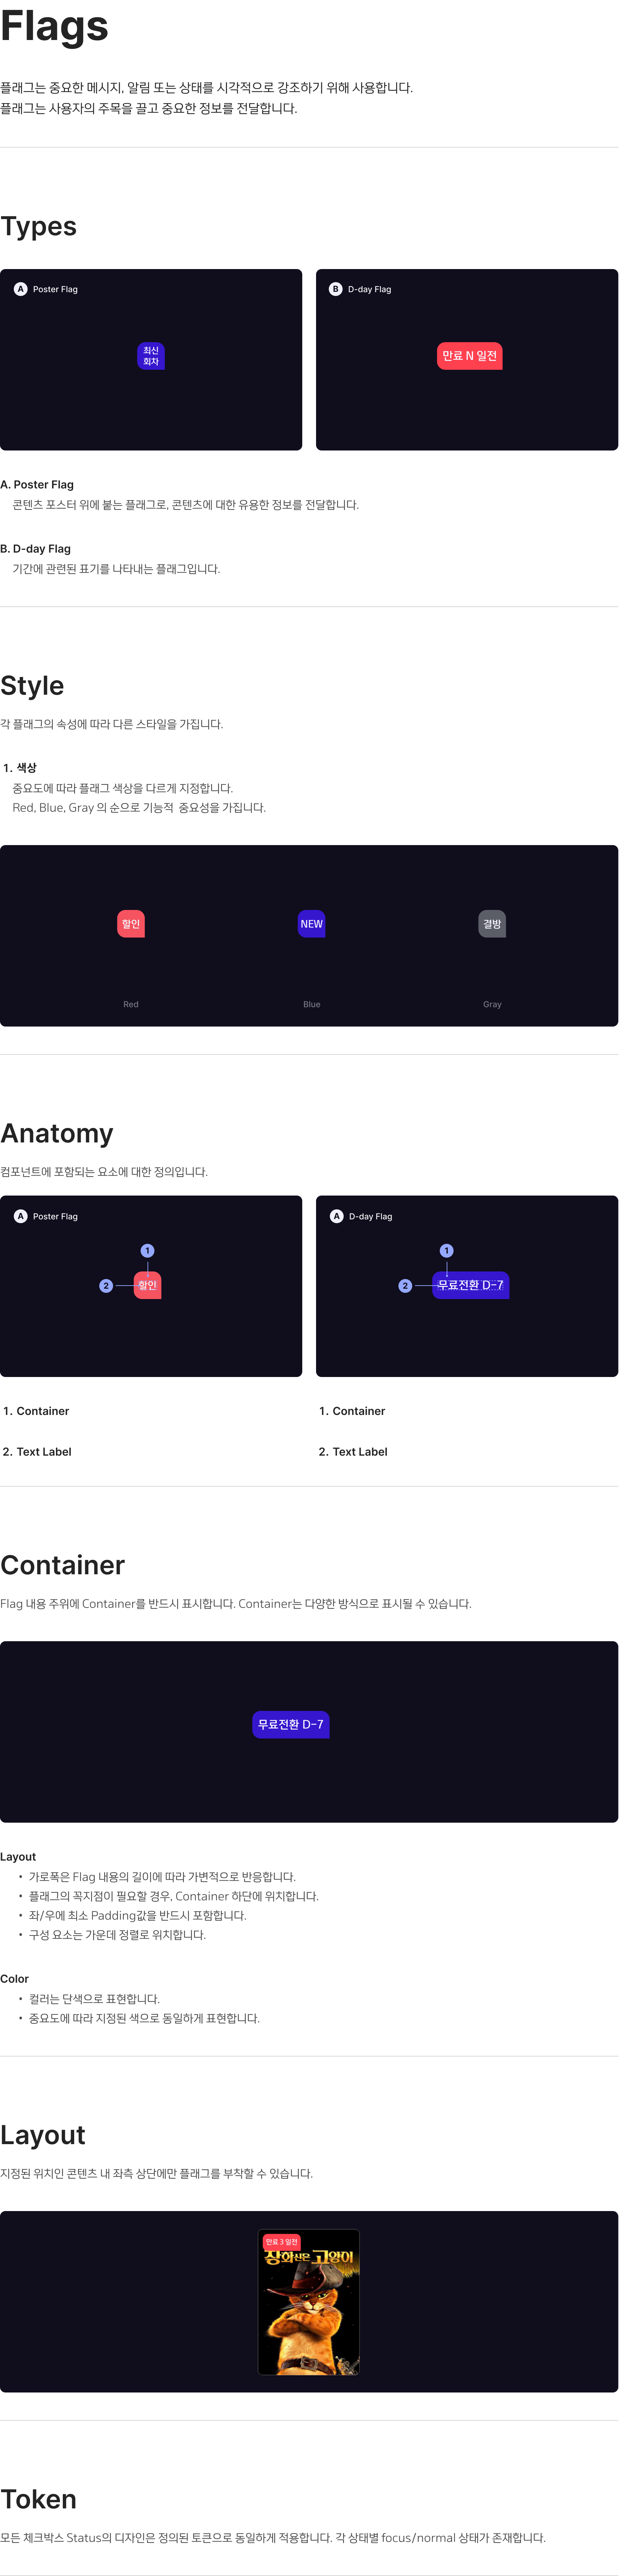 Flags
플래그는 중요한 메시지, 알림 또는 상태를 시각적으로 강조하기 위해 사용합니다.
플래그는 사용자의 주목을 끌고 중요한 정보를 전달합니다.
Types
A Poster Flag
최신
회차
B D-day Flag
만료 N 일전
A. Poster Flag
콘텐츠 포스터 위에 붙는 플래그로, 콘텐츠에 대한 유용한 정보를 전달합니다.
B. D-day Flag
기간에 관련된 표기를 나타내는 플래그입니다.
Style
각 플래그의 속성에 따라 다른 스타일을 가집니다.
1. 색상
중요도에 따라 플래그 색상을 다르게 지정합니다.
Red, Blue, Gray 의 순으로 기능적 중요성을 가집니다.
할인
NEW
결방
Red
Blue
Gray
Anatomy
컴포넌트에 포함되는 요소에 대한 정의입니다.
A Poster Flag
1
2
할인
A D-day Flag
1
2
무료전환 D-7
1. Container
2. Text Label
1. Container
2. Text Label
Container
Flag 내용 주위에 Container를 반드시 표시합니다. Container는 다양한 방식으로 표시될 수 있습니다.
무료전환 D-7
Layout
• 가로폭은 Flag 내용의 길이에 따라 가변적으로 반응합니다.
• 플래그의 꼭지점이 필요할 경우, Container 하단에 위치합니다.
• 좌/우에 최소 Padding값을 반드시 포함합니다.
• 구성 요소는 가운데 정렬로 위치합니다.
Color
• 컬러는 단색으로 표현합니다.
• 중요도에 따라 지정된 색으로 동일하게 표현합니다.
Layout
지정된 위치인 콘텐츠 내 좌측 상단에만 플래그를 부착할 수 있습니다.
만료 3 일전
장화신은 고양이
Token
모든 체크박스 Status의 디자인은 정의된 토큰으로 동일하게 적용합니다. 각 상태별 focus/normal 상태가 존재합니다.